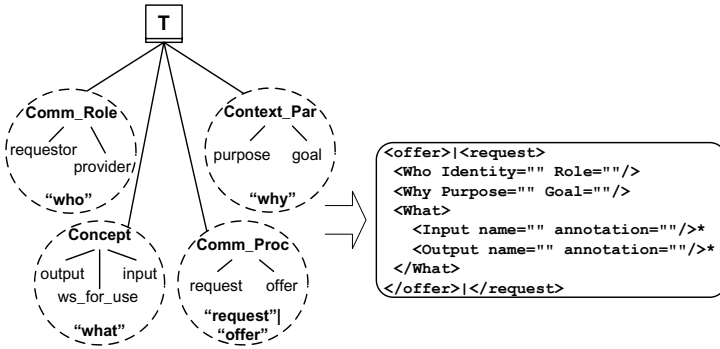 T
Comm_Role
requestor
provider
“who”
Context_Par
purpose goal
“why”
Concept
output input
ws_for_use
“what”
Comm_Proc
request offer
“request”|
“offer”
<offer>|<request>
<Who Identity="" Role=""/>
<Why Purpose="" Goal=""/>
<What>
<Input name="" annotation=""/>*
<Output name="" annotation=""/>*
</What>
</offer>|</request>